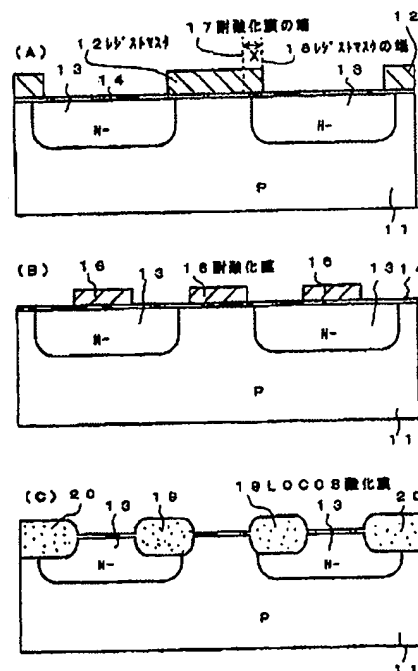 (A)
17耐酸化膜の端
12レジストマスク
X
18レジストマスクの端
12
13
14
13
N-
N-
P
11
(B)
16
13
16耐酸化膜
16
13
14
N-
N-
P
11
(C)
20
13
19
19LOCOS酸化膜
13
20
N-
N-
P
11